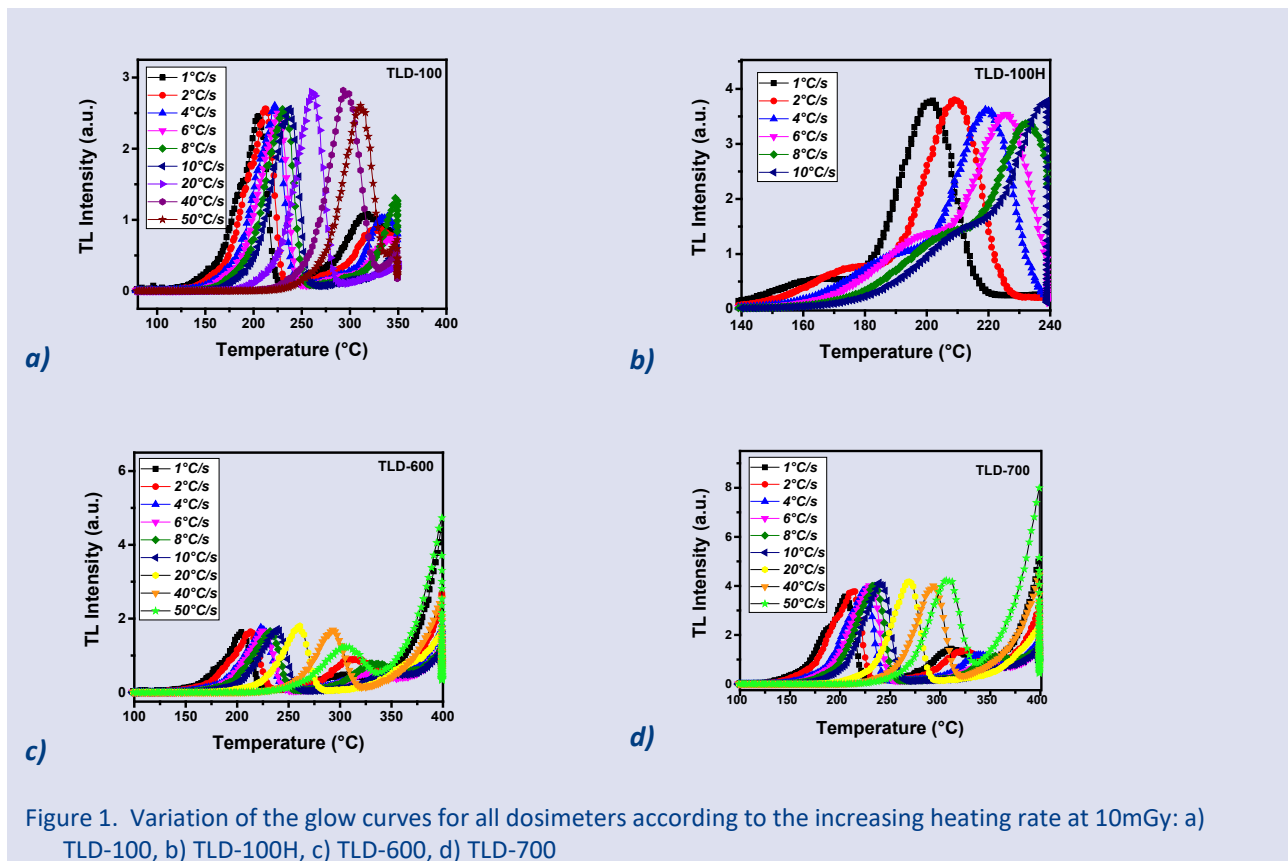 TLD-100
1°C/s
2°C/s
4°C/s
6°C/s
8°C/s
10°C/s
20°C/s
40°C/s
50°C/s
TL Intensity (a.u.)
3
2
1
0
100 150 200 250 300 350 400
Temperature (°C)
a)
TLD-100H
1°C/s
2°C/s
4°C/s
6°C/s
8°C/s
10°C/s
TL Intensity (a.u.)
4
3
2
1
0
140 160 180 200 220 240
Temperature (°C)
b)
TLD-600
1°C/s
2°C/s
4°C/s
6°C/s
8°C/s
10°C/s
20°C/s
40°C/s
50°C/s
TL Intensity (a.u.)
6
4
2
0
100 150 200 250 300 350 400
Temperature (°C)
c)
TLD-700
1°C/s
2°C/s
4°C/s
6°C/s
8°C/s
10°C/s
20°C/s
40°C/s
50°C/s
TL Intensity (a.u.)
8
6
4
2
0
100 150 200 250 300 350 400
Temperature (°C)
d)
Figure 1. Variation of the glow curves for all dosimeters according to the increasing heating rate at 10mGy: a)
TLD-100, b) TLD-100H, c) TLD-600, d) TLD-700